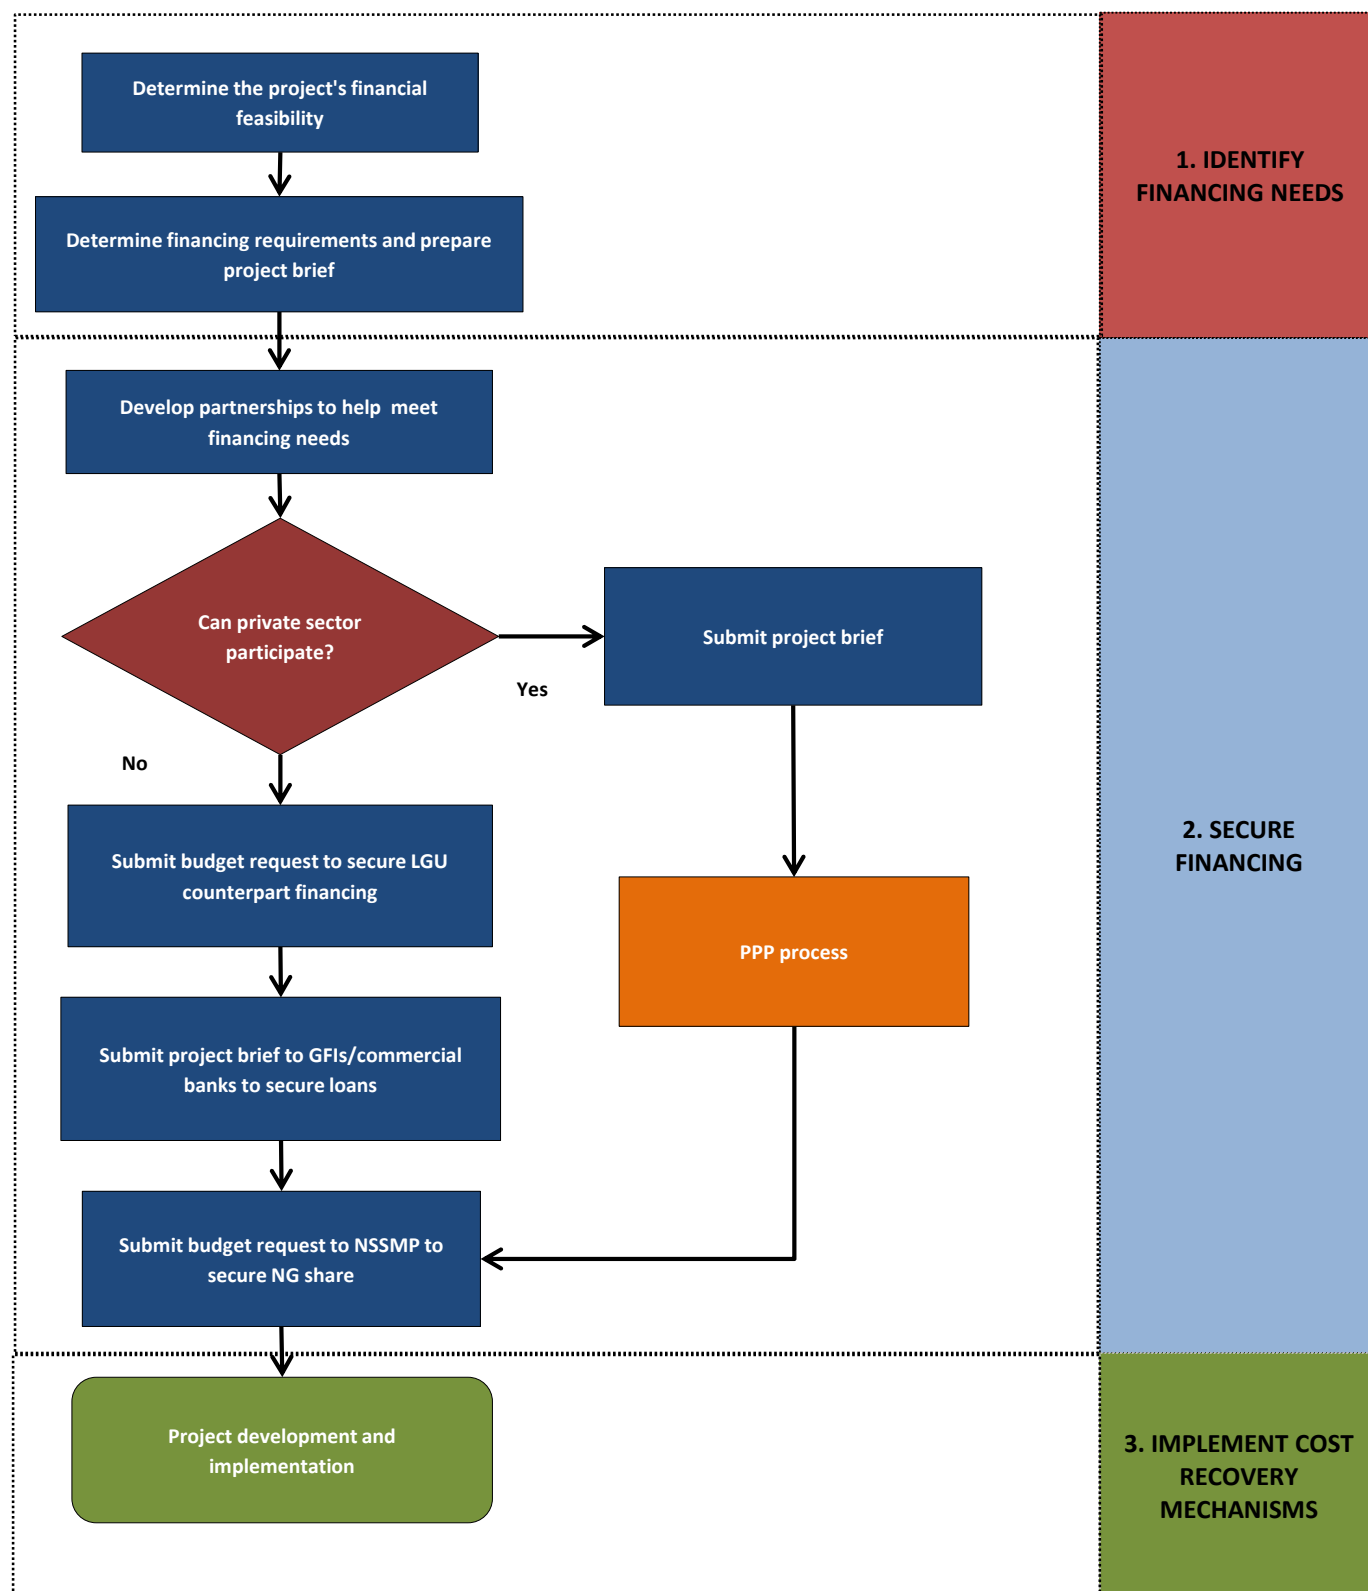 Determine the project's financial
feasibility
1. IDENTIFY
FINANCING NEEDS
Determine financing requirements and prepare
project brief
Develop partnerships to help meet
financing needs
Can private sector
participate?
Submit project brief
Yes
No
Submit budget request to secure LGU
counterpart financing
2. SECURE
FINANCING
PPP process
Submit project brief to GFIs/commercial
banks to secure loans
Submit budget request to NSSMP to
secure NG share
Project development and
implementation
3. IMPLEMENT COST
RECOVERY
MECHANISMS